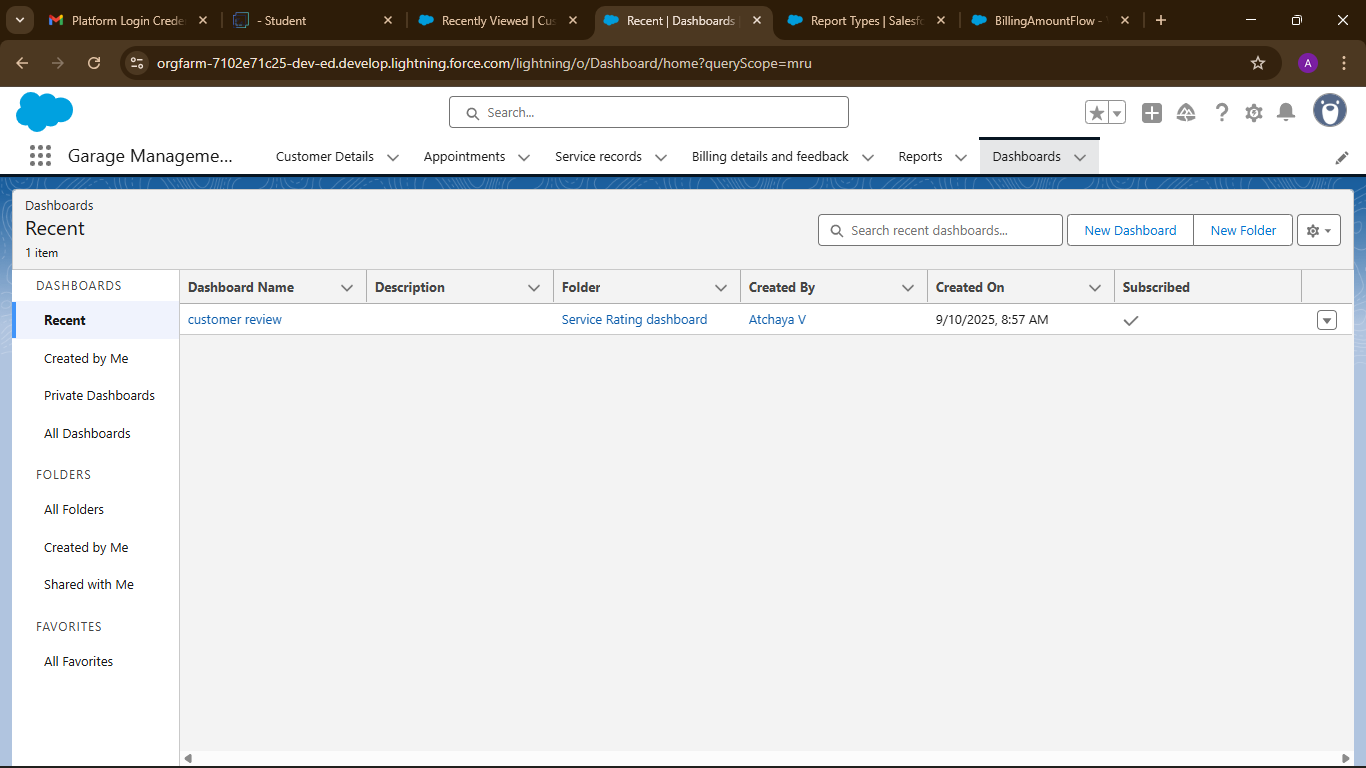 Platform Login Crede
- Student
Recently Viewed | Cus
Recent | Dashboards |
Report Types | Salesfo
BillingAmountFlow -
orgfarm-7102e71c25-dev-ed.develop.lightning.force.com/lightning/o/Dashboard/home?queryScope=mru
A
Search...
Garage Manageme...
Customer Details
Appointments
Service records
Billing details and feedback
Reports
Dashboards
Dashboards
Recent
1 item
Search recent dashboards...
New Dashboard
New Folder
DASHBOARDS
Recent
Created by Me
Private Dashboards
All Dashboards
FOLDERS
All Folders
Created by Me
Shared with Me
FAVORITES
All Favorites
Dashboard Name Description Folder Created By Created On Subscribed
customer review Service Rating dashboard Atchaya V 9/10/2025, 8:57 AM